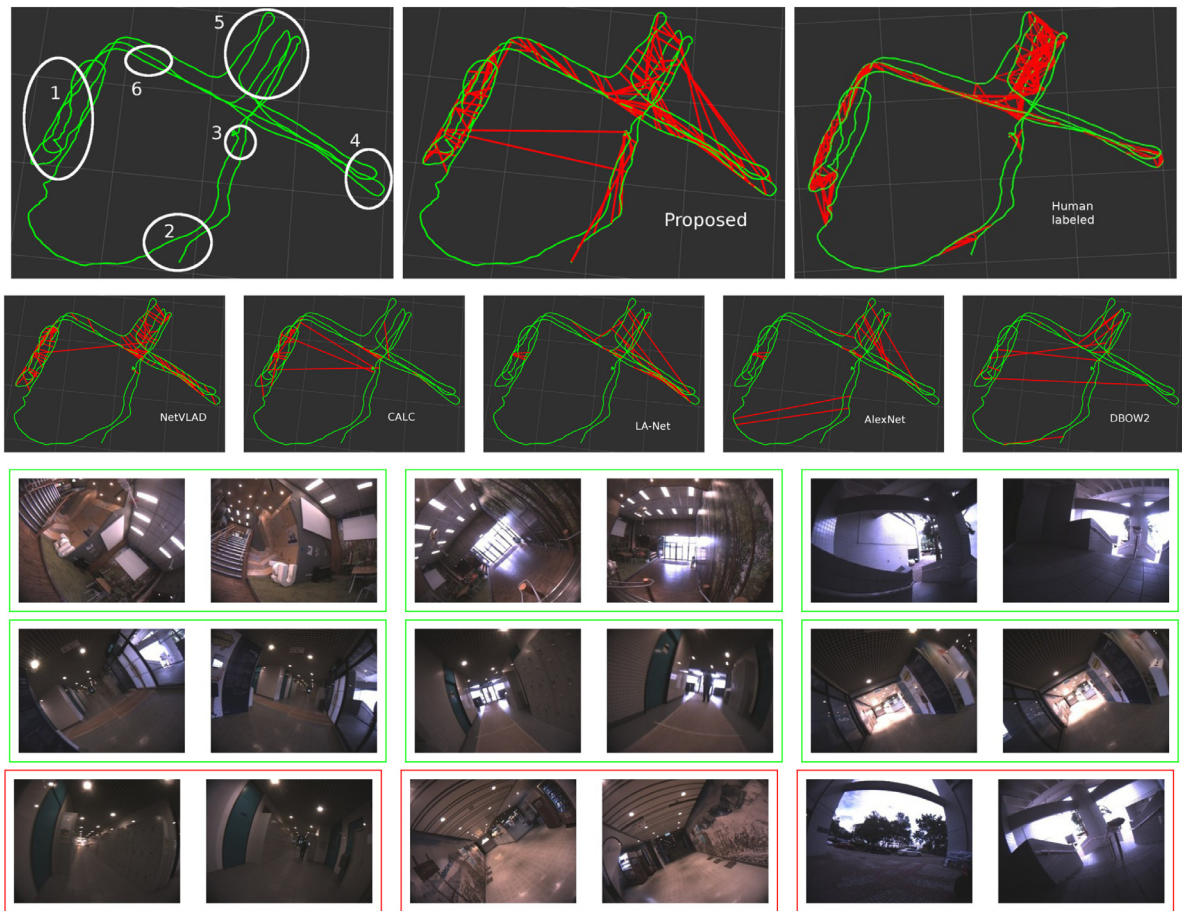 5
1
6
3
4
2
Proposed
Human
labeled
NetVLAD
CALC
LA-Net
AlexNet
DBOW2